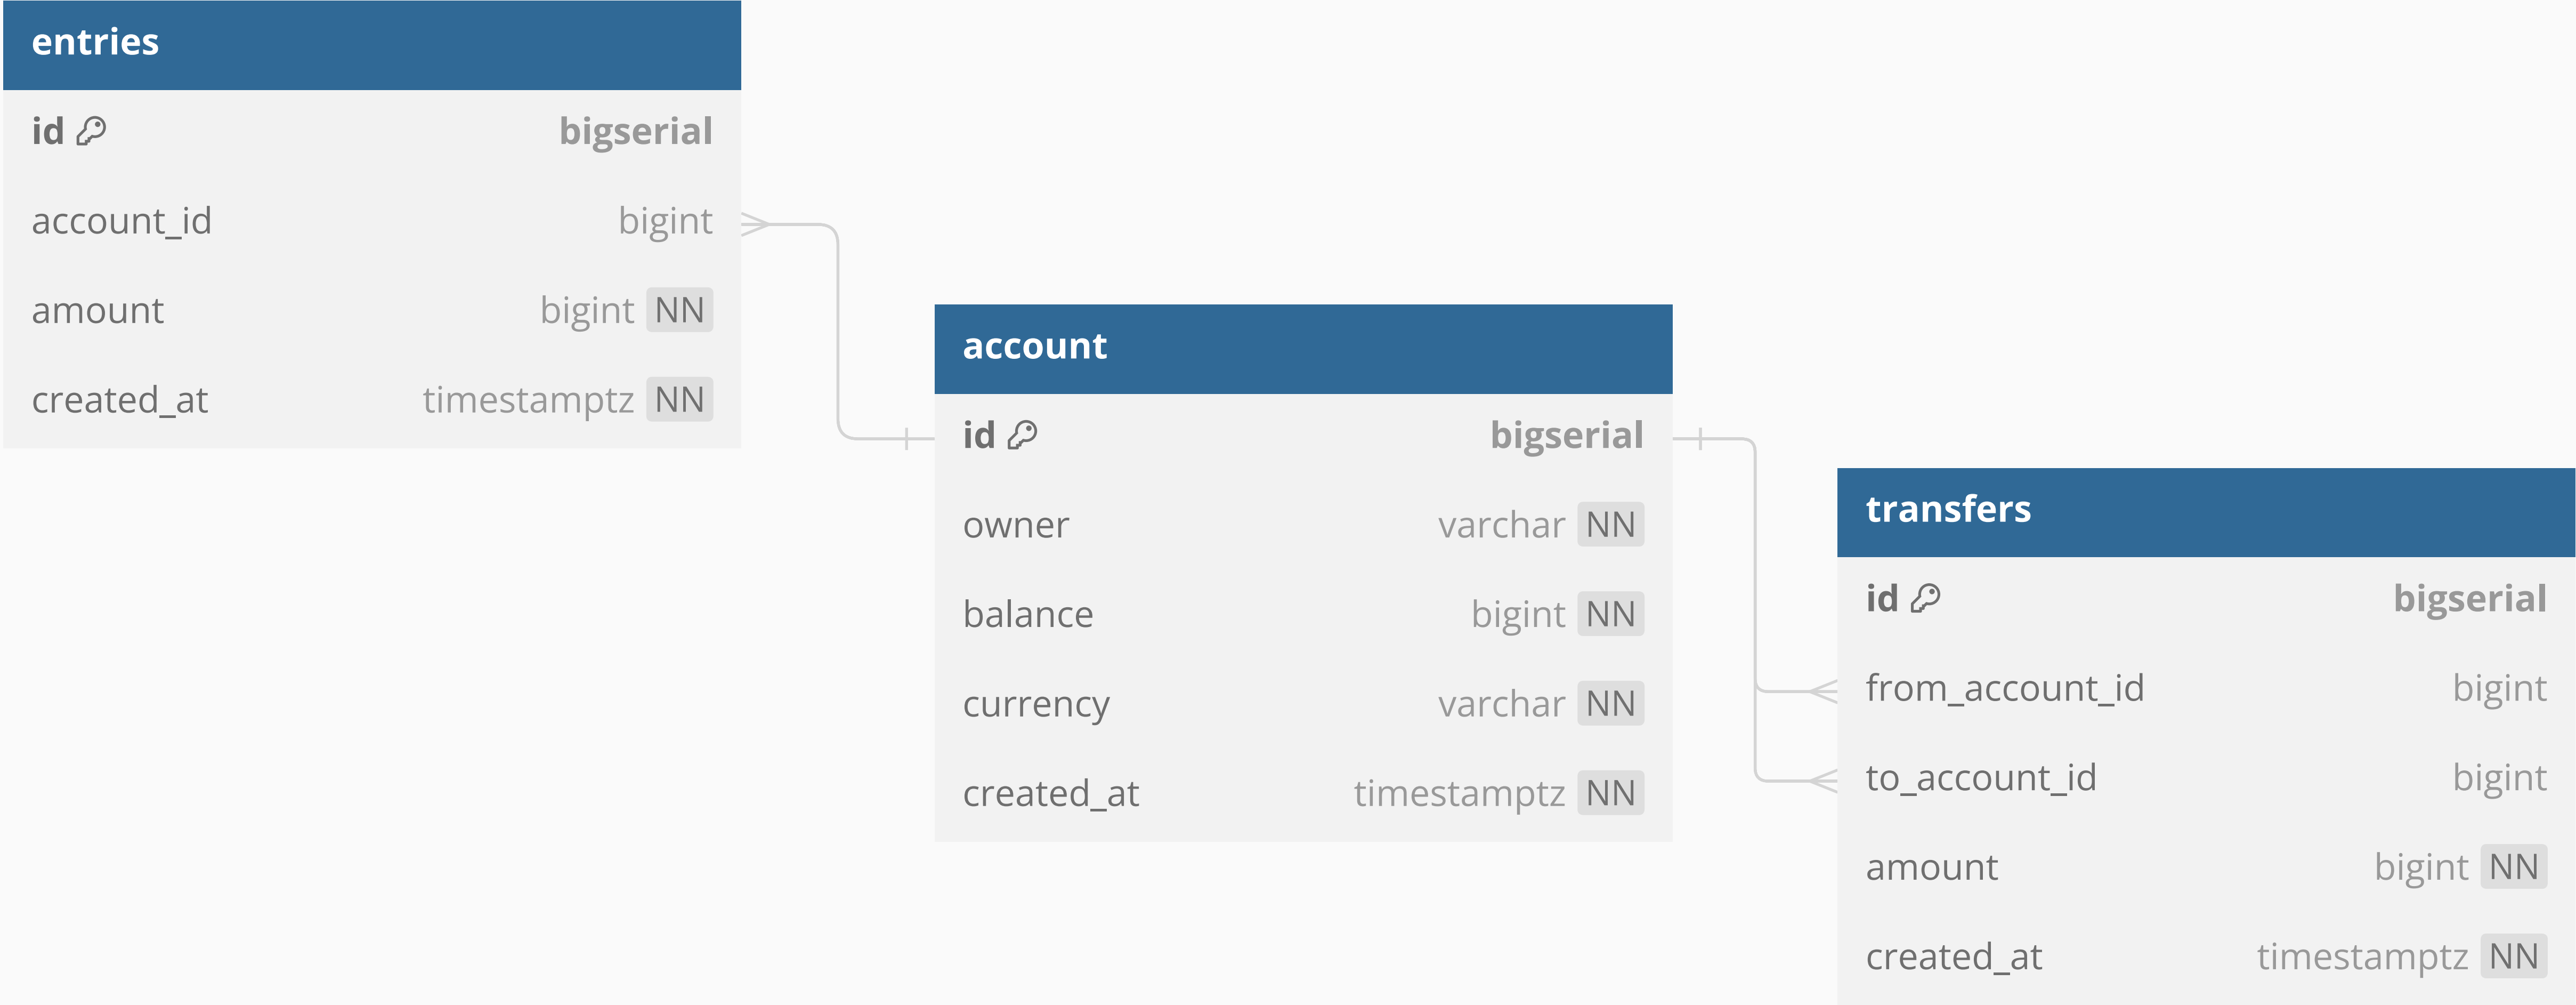 entries
id bigserial
account_id bigint
amount bigint NN
created_at timestamptz NN
account
id bigserial
owner varchar NN
balance bigint NN
currency varchar NN
created_at timestamptz NN
transfers
id bigserial
from_account_id bigint
to_account_id bigint
amount bigint NN
created_at timestamptz NN